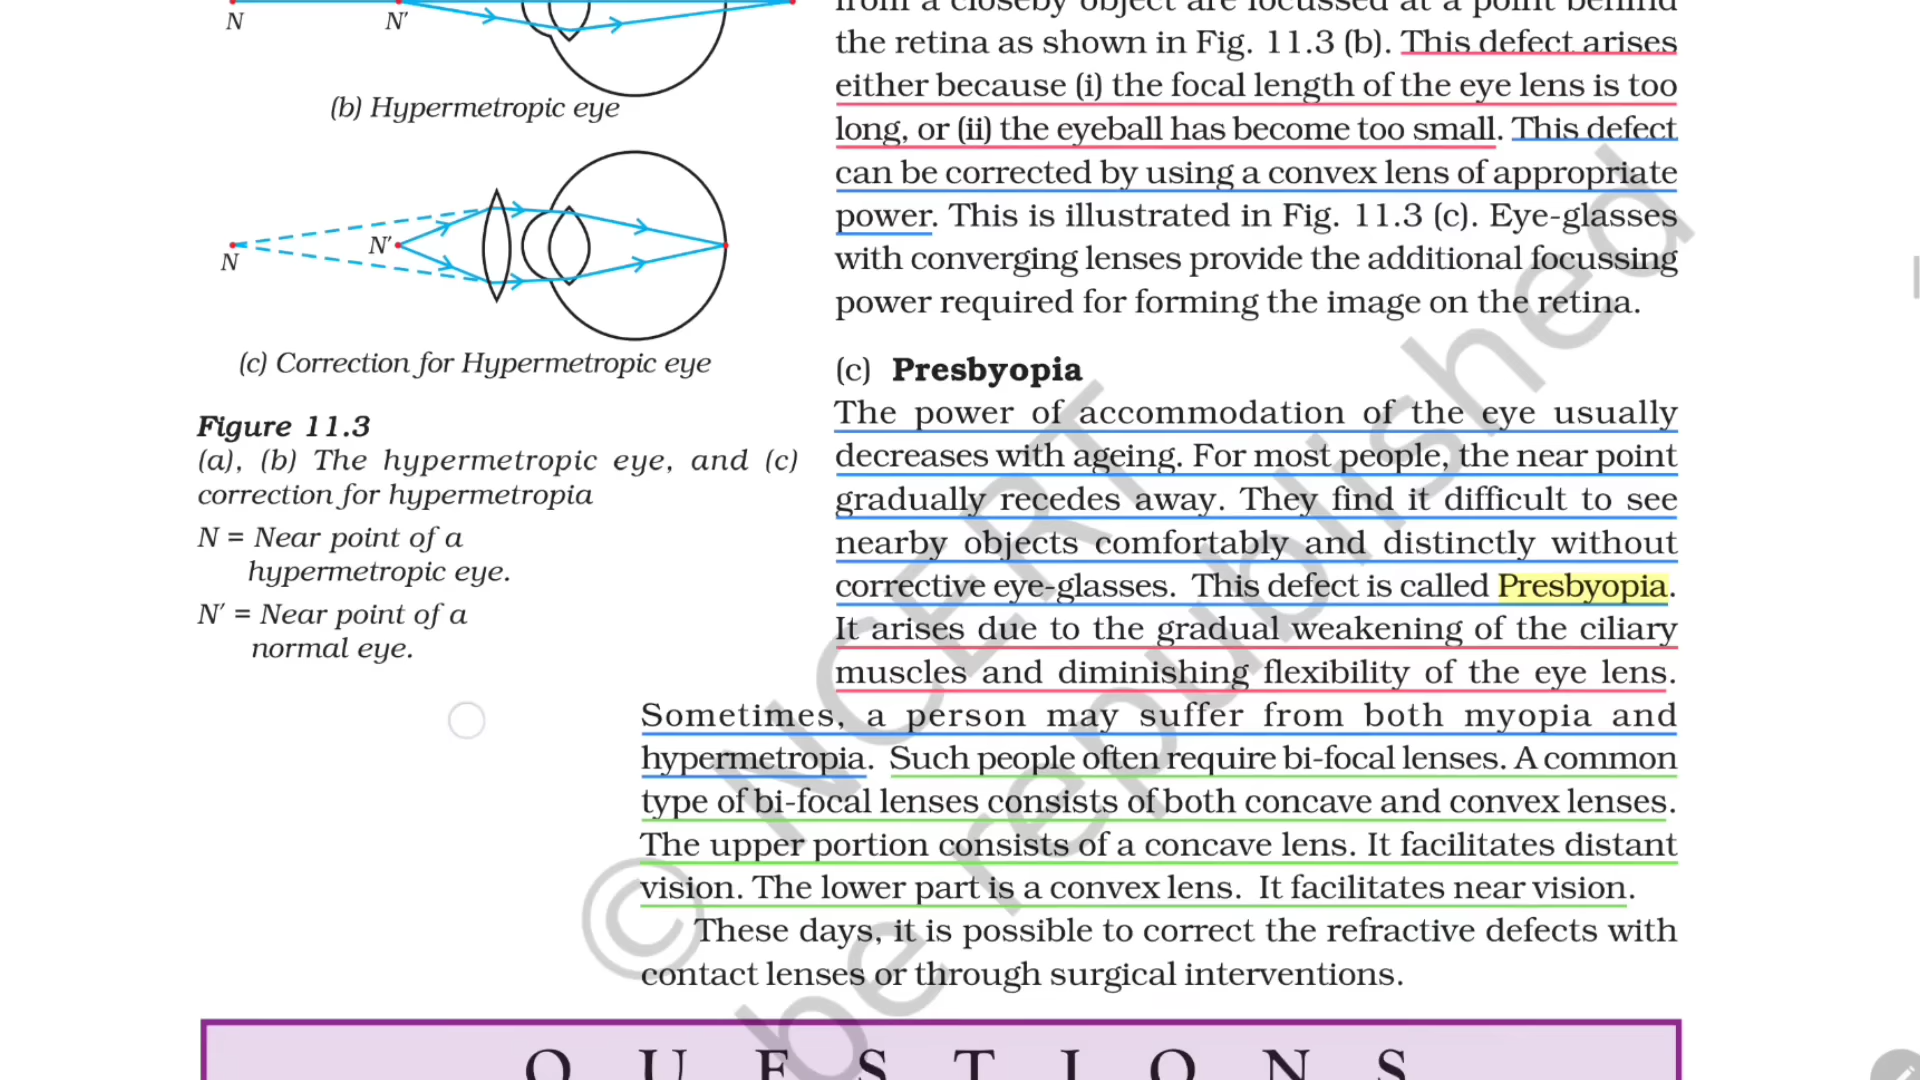 N N′
(b) Hypermetropic eye
N′
N
(c) Correction for Hypermetropic eye
Figure 11.3
(a), (b) The hypermetropic eye, and (c)
correction for hypermetropia
N = Near point of a
hypermetropic eye.
N′ = Near point of a
normal eye.
from a closeby object are focussed at a point behind
the retina as shown in Fig. 11.3 (b). This defect arises
either because (i) the focal length of the eye lens is too
long, or (ii) the eyeball has become too small. This defect
can be corrected by using a convex lens of appropriate
power. This is illustrated in Fig. 11.3 (c). Eye-glasses
with converging lenses provide the additional focussing
power required for forming the image on the retina.
(c) Presbyopia
The power of accommodation of the eye usually
decreases with ageing. For most people, the near point
gradually recedes away. They find it difficult to see
nearby objects comfortably and distinctly without
corrective eye-glasses. This defect is called Presbyopia.
It arises due to the gradual weakening of the ciliary
muscles and diminishing flexibility of the eye lens.
Sometimes, a person may suffer from both myopia and
hypermetropia. Such people often require bi-focal lenses. A common
type of bi-focal lenses consists of both concave and convex lenses.
The upper portion consists of a concave lens. It facilitates distant
vision. The lower part is a convex lens. It facilitates near vision.
These days, it is possible to correct the refractive defects with
contact lenses or through surgical interventions.
QUESTIONS
© NCERT
be republished